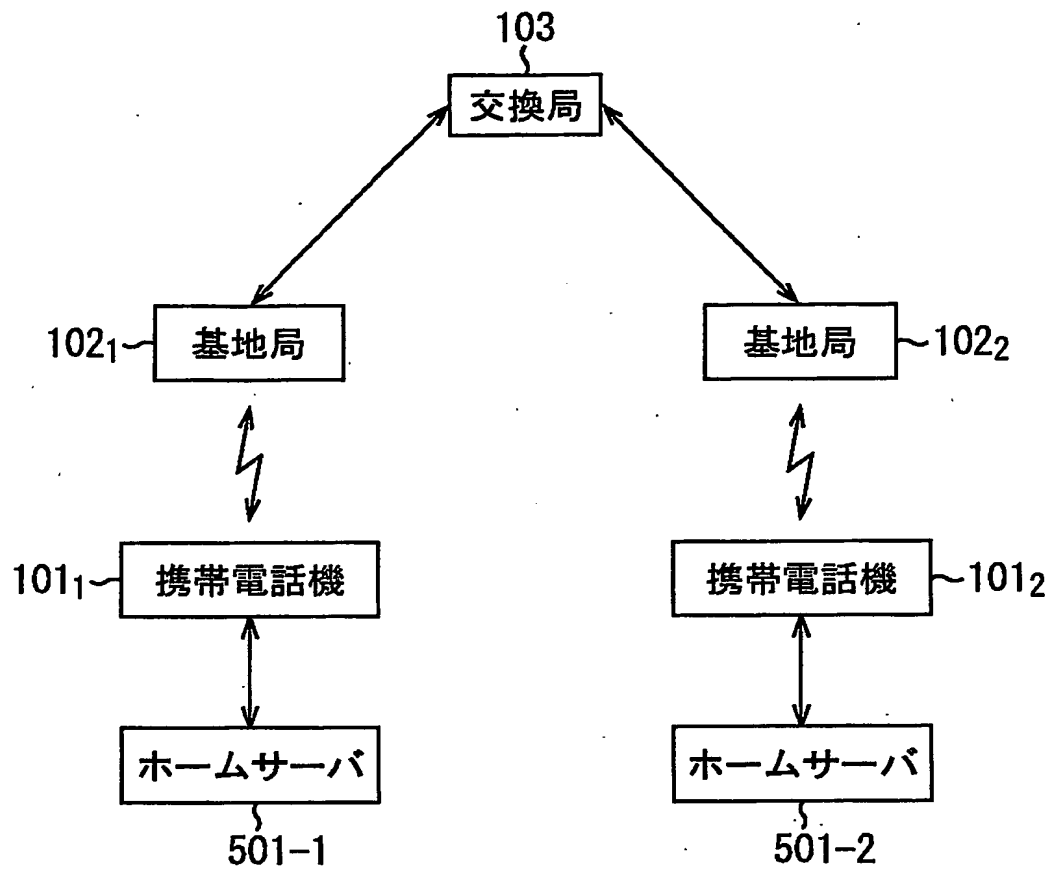 103
交換局
102₁ 基地局 基地局 102₂
101₁ 携帯電話機 携帯電話機 101₂
ホームサーバ ホームサーバ
501-1 501-2